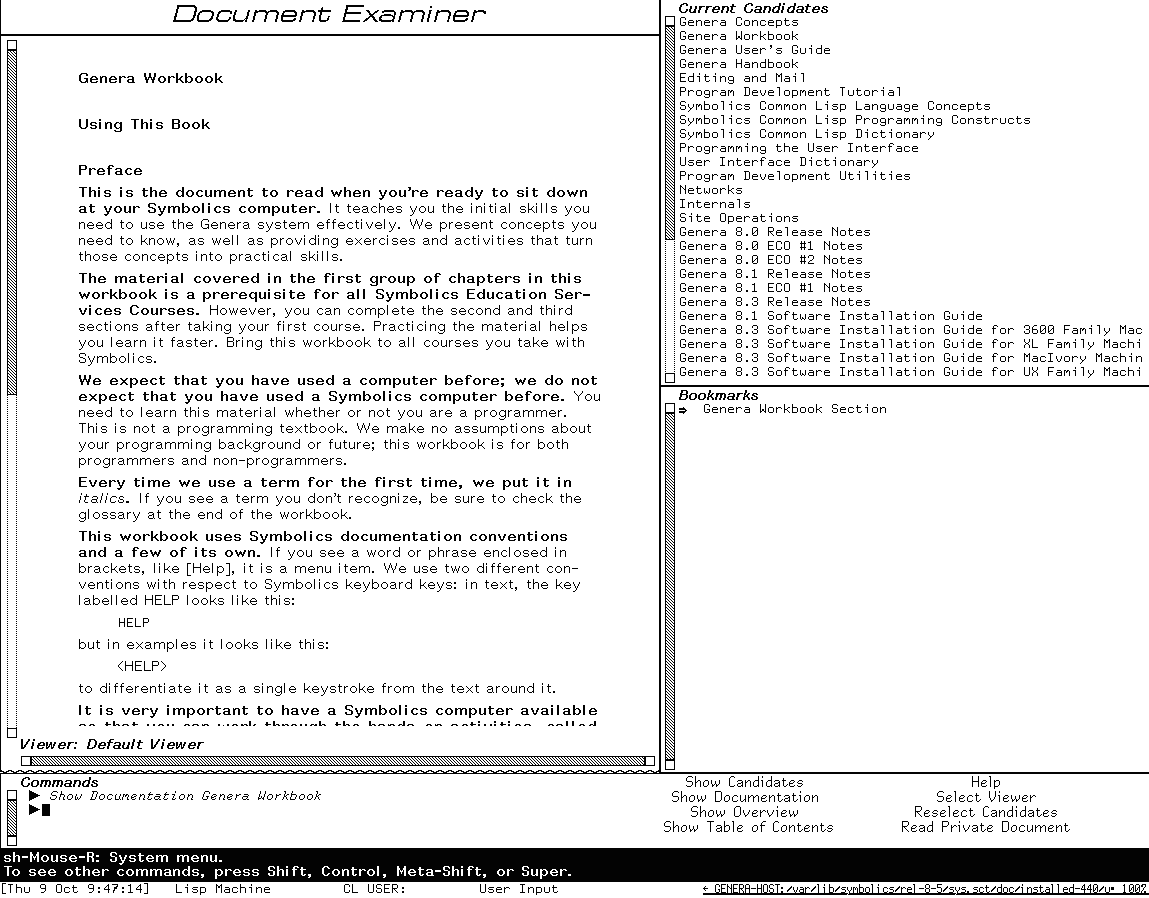 Document Examiner
Genera Workbook
Using This Book
Preface
This is the document to read when you're ready to sit down
at your Symbolics computer. It teaches you the initial skills you
need to use the Genera system effectively. We present concepts you
need to know, as well as providing exercises and activities that turn
those concepts into practical skills.
The material covered in the first group of chapters in this
workbook is a prerequisite for all Symbolics Education Ser-
vices Courses. However, you can complete the second and third
sections after taking your first course. Practicing the material helps
you learn it faster. Bring this workbook to all courses you take with
Symbolics.
We expect that you have used a computer before; we do not
expect that you have used a Symbolics computer before. You
need to learn this material whether or not you are a programmer.
This is not a programming textbook. We make no assumptions about
your programming background or future; this workbook is for both
programmers and non-programmers.
Every time we use a term for the first time, we put it in
italics. If you see a term you don't recognize, be sure to check the
glossary at the end of the workbook.
This workbook uses Symbolics documentation conventions
and a few of its own. If you see a word or phrase enclosed in
brackets, like [Help], it is a menu item. We use two different con-
ventions with respect to Symbolics keyboard keys: in text, the key
labelled HELP looks like this:
HELP
but in examples it looks like this:
<HELP>
to differentiate it as a single keystroke from the text around it.
It is very important to have a Symbolics computer available
so that you can work through the hands-on activities, called
Viewer: Default Viewer
Current Candidates
Genera Concepts
Genera Workbook
Genera User's Guide
Genera Handbook
Editing and Mail
Program Development Tutorial
Symbolics Common Lisp Language Concepts
Symbolics Common Lisp Programming Constructs
Symbolics Common Lisp Dictionary
Programming the User Interface
User Interface Dictionary
Program Development Utilities
Networks
Internals
Site Operations
Genera 8.0 Release Notes
Genera 8.0 ECO #1 Notes
Genera 8.0 ECO #2 Notes
Genera 8.1 Release Notes
Genera 8.1 ECO #1 Notes
Genera 8.3 Release Notes
Genera 8.1 Software Installation Guide
Genera 8.3 Software Installation Guide for 3600 Family Mac
Genera 8.3 Software Installation Guide for XL Family Machi
Genera 8.3 Software Installation Guide for MacIvory Machin
Genera 8.3 Software Installation Guide for UX Family Machi
Bookmarks
⇒ Genera Workbook Section
Commands
Show Documentation Genera Workbook
Show Candidates Help
Show Documentation Select Viewer
Show Overview Reselect Candidates
Show Table of Contents Read Private Document
sh-Mouse-R: System menu.
To see other commands, press Shift, Control, Meta-Shift, or Super.
[Thu 9 Oct 9:47:14] Lisp Machine CL USER: User Input ← GENERA-HOST:/var/lib/symbolics/rel-8-5/sys.sct/doc/installed-440/u• 100%